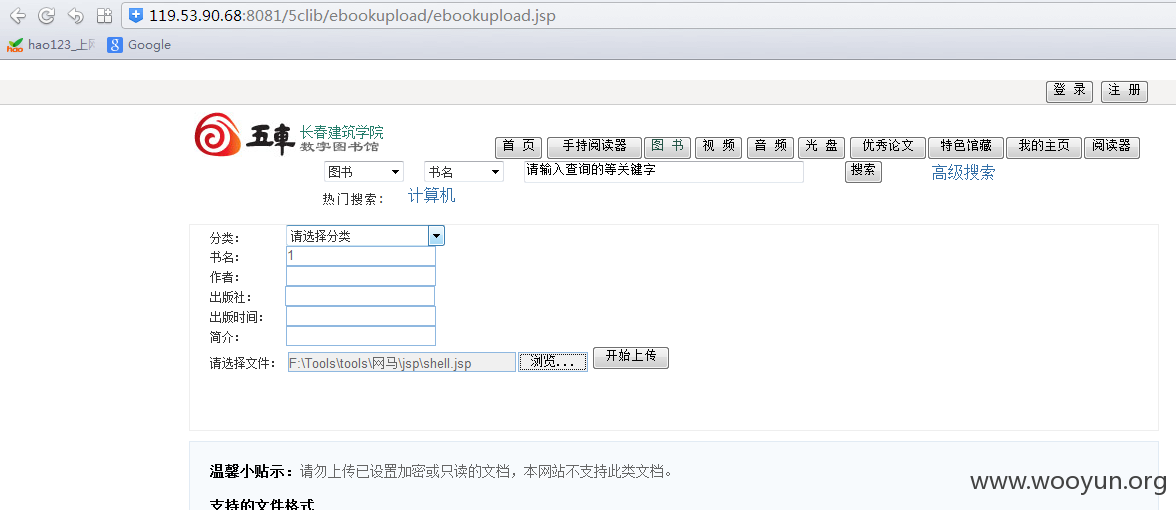 119.53.90.68:8081/5clib/ebookupload/ebookupload.jsp
hao123_上网 Google
登 录 注 册
五車 长春建筑学院
数字图书馆
首 页 手持阅读器 图 书 视 频 音 频 光 盘 优秀论文 特色馆藏 我的主页 阅读器
图书 书名 请输入查询的等关键字 搜索 高级搜索
热门搜索: 计算机
分类: 请选择分类
书名: 1
作者:
出版社:
出版时间:
简介:
请选择文件: F:\Tools\tools\网马\jsp\shell.jsp 浏览... 开始上传
温馨小贴示:请勿上传已设置加密或只读的文档，本网站不支持此类文档。
www.wooyun.org
支持的文件格式